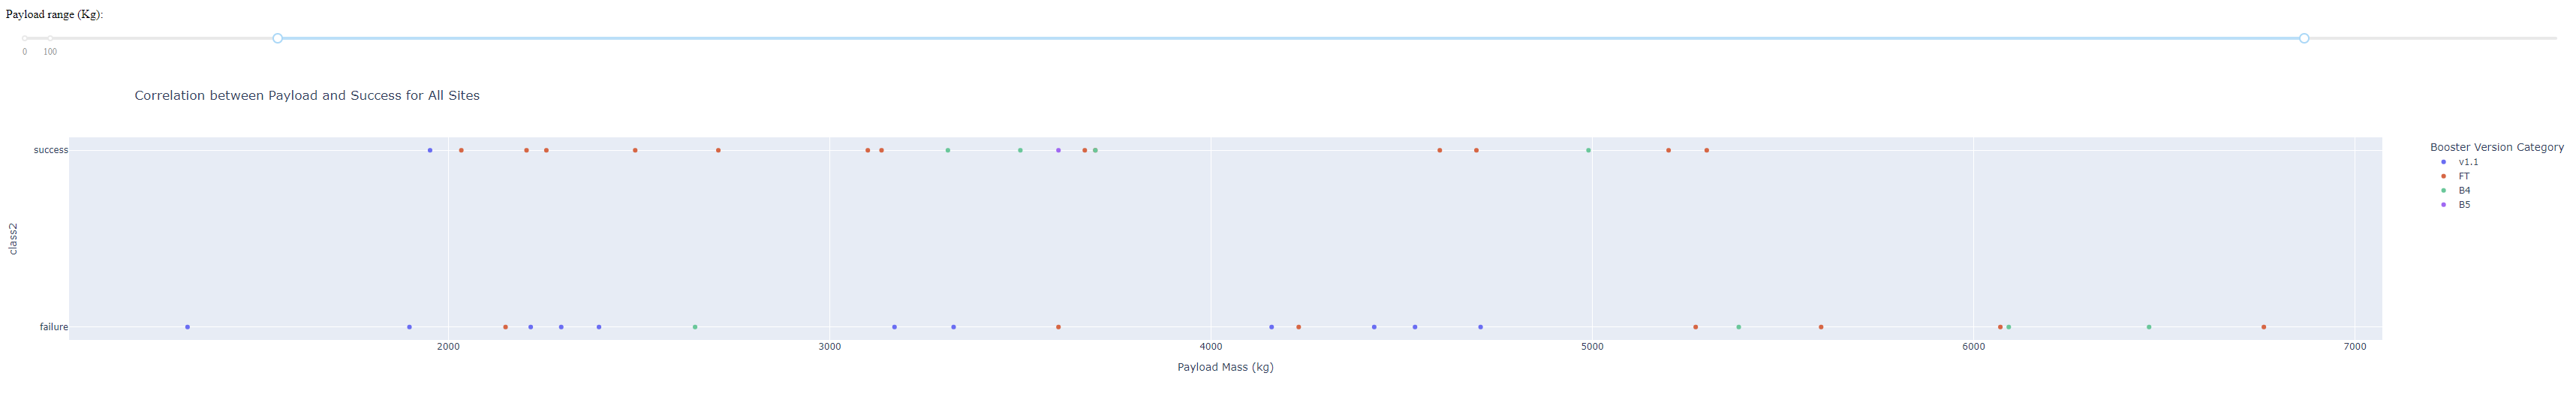 Payload range (Kg):
0 100
Correlation between Payload and Success for All Sites
success
failure
class2
2000 3000 4000 5000 6000 7000
Payload Mass (kg)
Booster Version Category
v1.1
FT
B4
B5